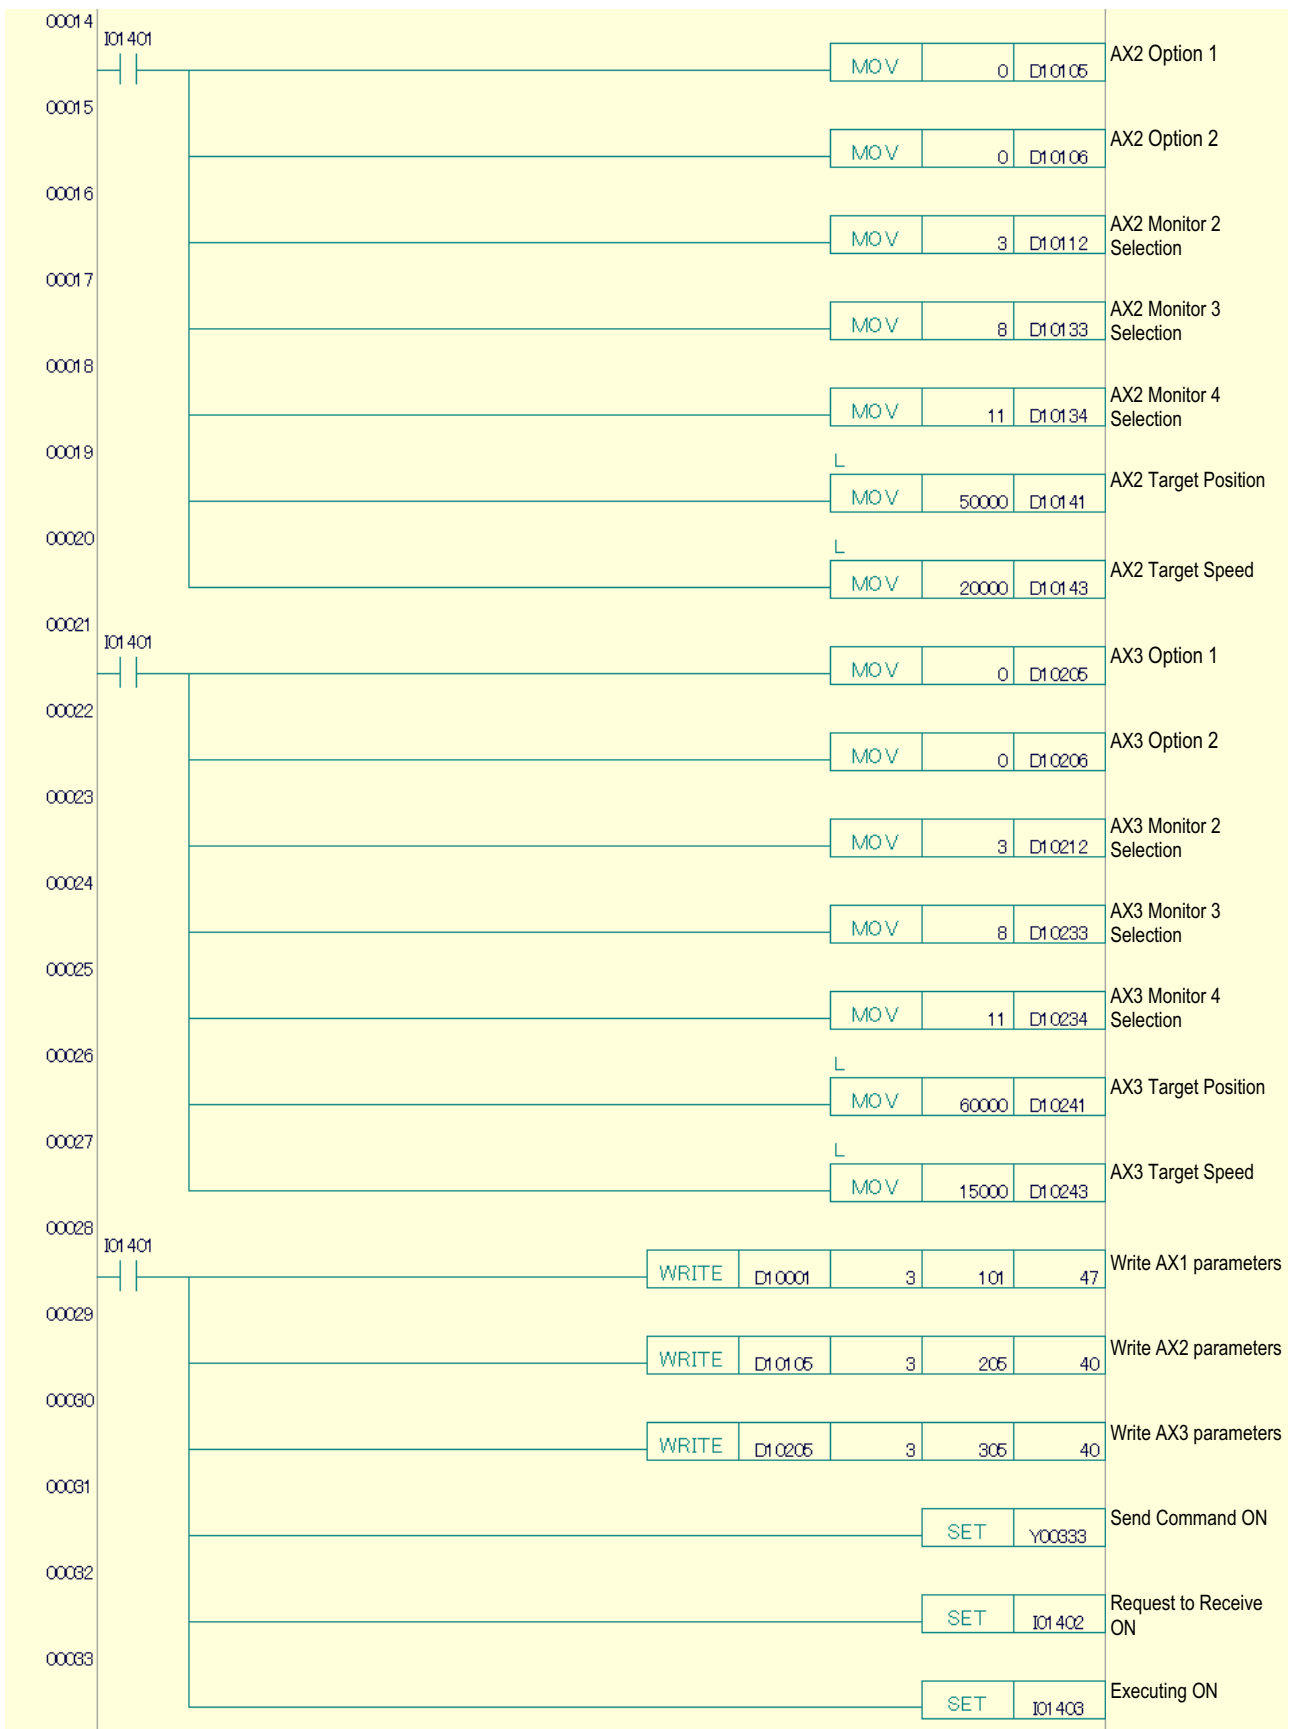 00014
I01401
MOV 0 D10105 AX2 Option 1
00015
MOV 0 D10106 AX2 Option 2
00016
MOV 3 D10112 AX2 Monitor 2
Selection
00017
MOV 8 D10133 AX2 Monitor 3
Selection
00018
MOV 11 D10134 AX2 Monitor 4
Selection
00019
L
MOV 50000 D10141 AX2 Target Position
00020
L
MOV 20000 D10143 AX2 Target Speed
00021
I01401
MOV 0 D10205 AX3 Option 1
00022
MOV 0 D10206 AX3 Option 2
00023
MOV 3 D10212 AX3 Monitor 2
Selection
00024
MOV 8 D10233 AX3 Monitor 3
Selection
00025
MOV 11 D10234 AX3 Monitor 4
Selection
00026
L
MOV 60000 D10241 AX3 Target Position
00027
L
MOV 15000 D10243 AX3 Target Speed
00028
I01401
WRITE D10001 3 101 47 Write AX1 parameters
00029
WRITE D10105 3 205 40 Write AX2 parameters
00030
WRITE D10205 3 305 40 Write AX3 parameters
00031
SET Y00333 Send Command ON
00032
SET I01402 Request to Receive
ON
00033
SET I01403 Executing ON